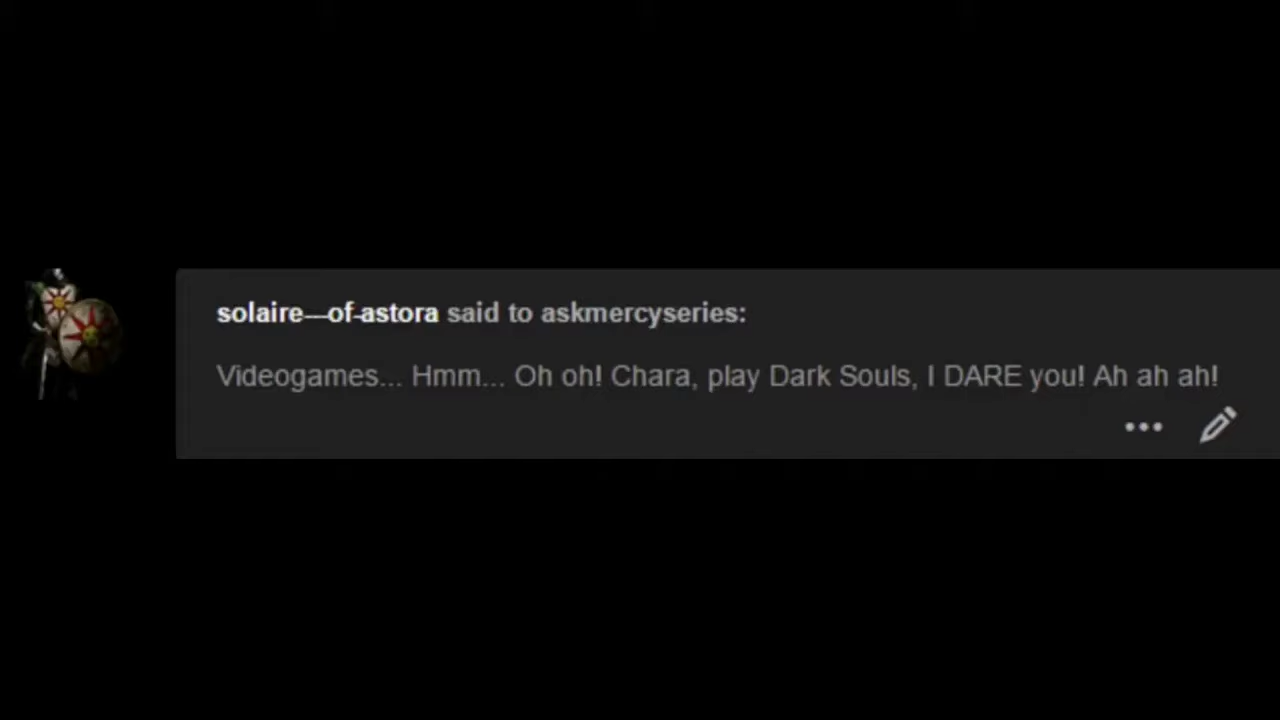 solaire---of-astora said to askmercyseries:
Videogames... Hmm... Oh oh! Chara, play Dark Souls, I DARE you! Ah ah ah!